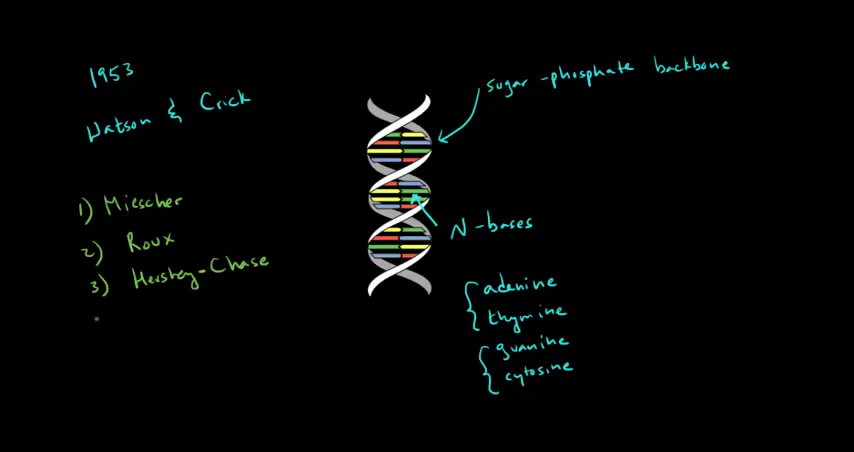 1953
Watson & Crick
1) Miescher
2) Roux
3) Hershey-Chase
sugar-phosphate backbone
N-bases
adenine
thymine
guanine
cytosine